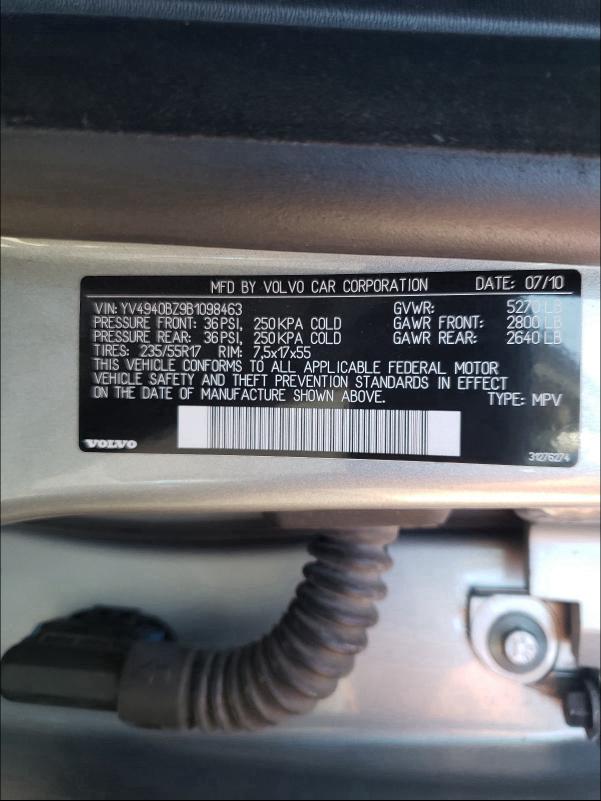 MFD BY VOLVO CAR CORPORATION DATE: 07/10
VIN: YV4940BZ9B1098463 GVWR: 5270 LB
PRESSURE FRONT: 36 PSI, 250 KPA COLD GAWR FRONT: 2800 LB
PRESSURE REAR: 36 PSI, 250 KPA COLD GAWR REAR: 2640 LB
TIRES: 235/55R17 RIM: 7,5x17x55
THIS VEHICLE CONFORMS TO ALL APPLICABLE FEDERAL MOTOR
VEHICLE SAFETY AND THEFT PREVENTION STANDARDS IN EFFECT
ON THE DATE OF MANUFACTURE SHOWN ABOVE. TYPE: MPV
VOLVO 31276274